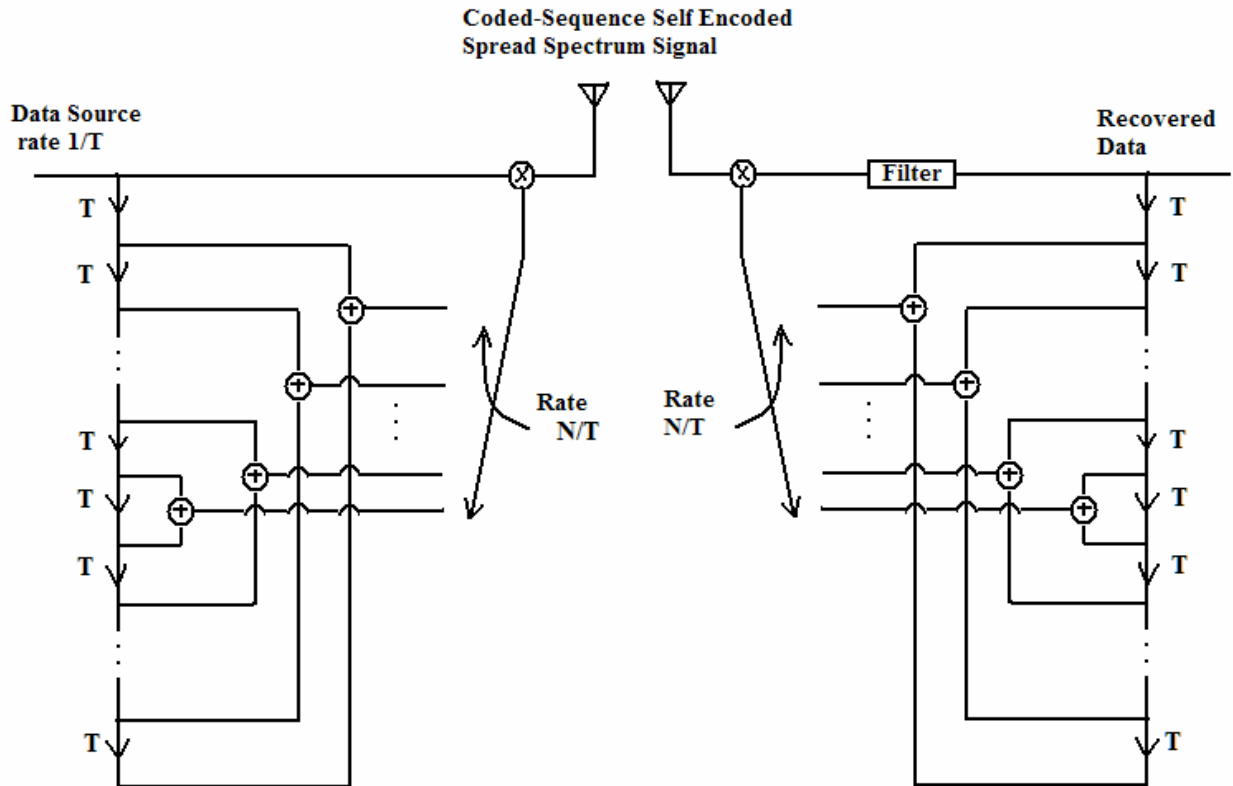 Coded-Sequence Self Encoded
Spread Spectrum Signal
Data Source
rate 1/T
Recovered
Data
X
X
Filter
T
T
T
T
T
T
+
+
+
+
Rate
N/T
Rate
N/T
+
+
+
+
T
T
T
T
T
T